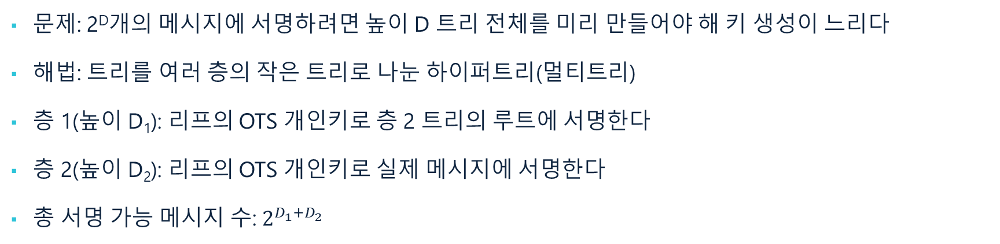 ▪ 문제: 2ᴰ개의 메시지에 서명하려면 높이 D 트리 전체를 미리 만들어야 해 키 생성이 느리다
▪ 해법: 트리를 여러 층의 작은 트리로 나눈 하이퍼트리(멀티트리)
▪ 층 1(높이 D₁): 리프의 OTS 개인키로 층 2 트리의 루트에 서명한다
▪ 층 2(높이 D₂): 리프의 OTS 개인키로 실제 메시지에 서명한다
▪ 총 서명 가능 메시지 수: $2^{D_1+D_2}$